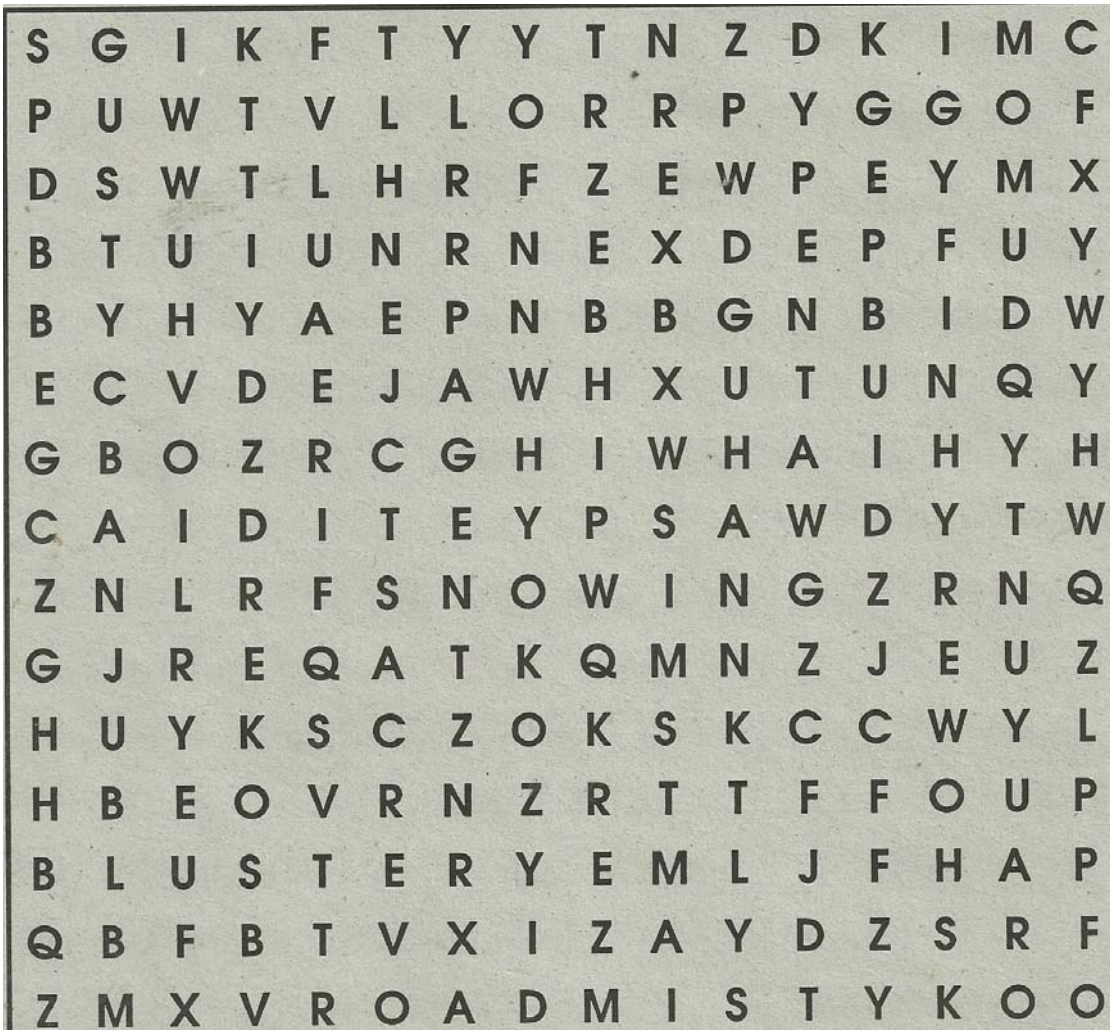 S G I K F T Y Y T N Z D K I M C
P U W T V L L O R R P Y G G O F
D S W T L H R F Z E W P E Y M X
B T U I U N R N E X D E P F U Y
B Y H Y A E P N B B G N B I D W
E C V D E J A W H X U T U N Q Y
G B O Z R C G H I W H A I H Y H
C A I D I T E Y P S A W D Y T W
Z N L R F S N O W I N G Z R N Q
G J R E Q A T K Q M N Z J E U Z
H U Y K S C Z O K S K C C W Y L
H B E O V R N Z R T T F F O U P
B L U S T E R Y E M L J F H A P
Q B F B T V X I Z A Y D Z S R F
Z M X V R O A D M I S T Y K O O